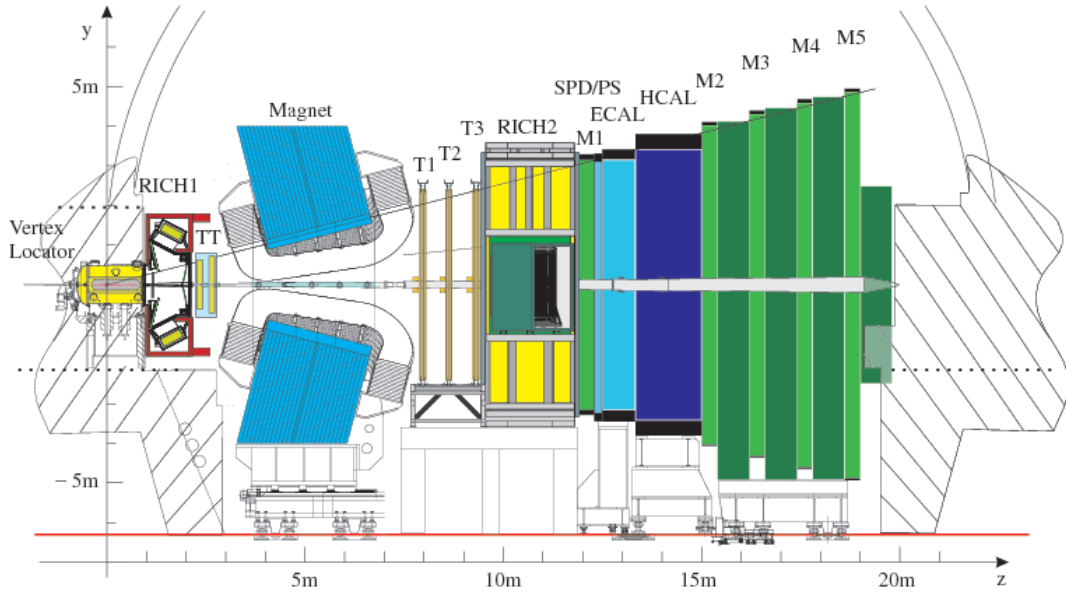 y
5m
M5
M4
M3
M2
HCAL
SPD/PS
ECAL
M1
RICH2
T3
T2
T1
Magnet
RICH1
TT
Vertex
Locator
− 5m
5m
10m
15m
20m
z